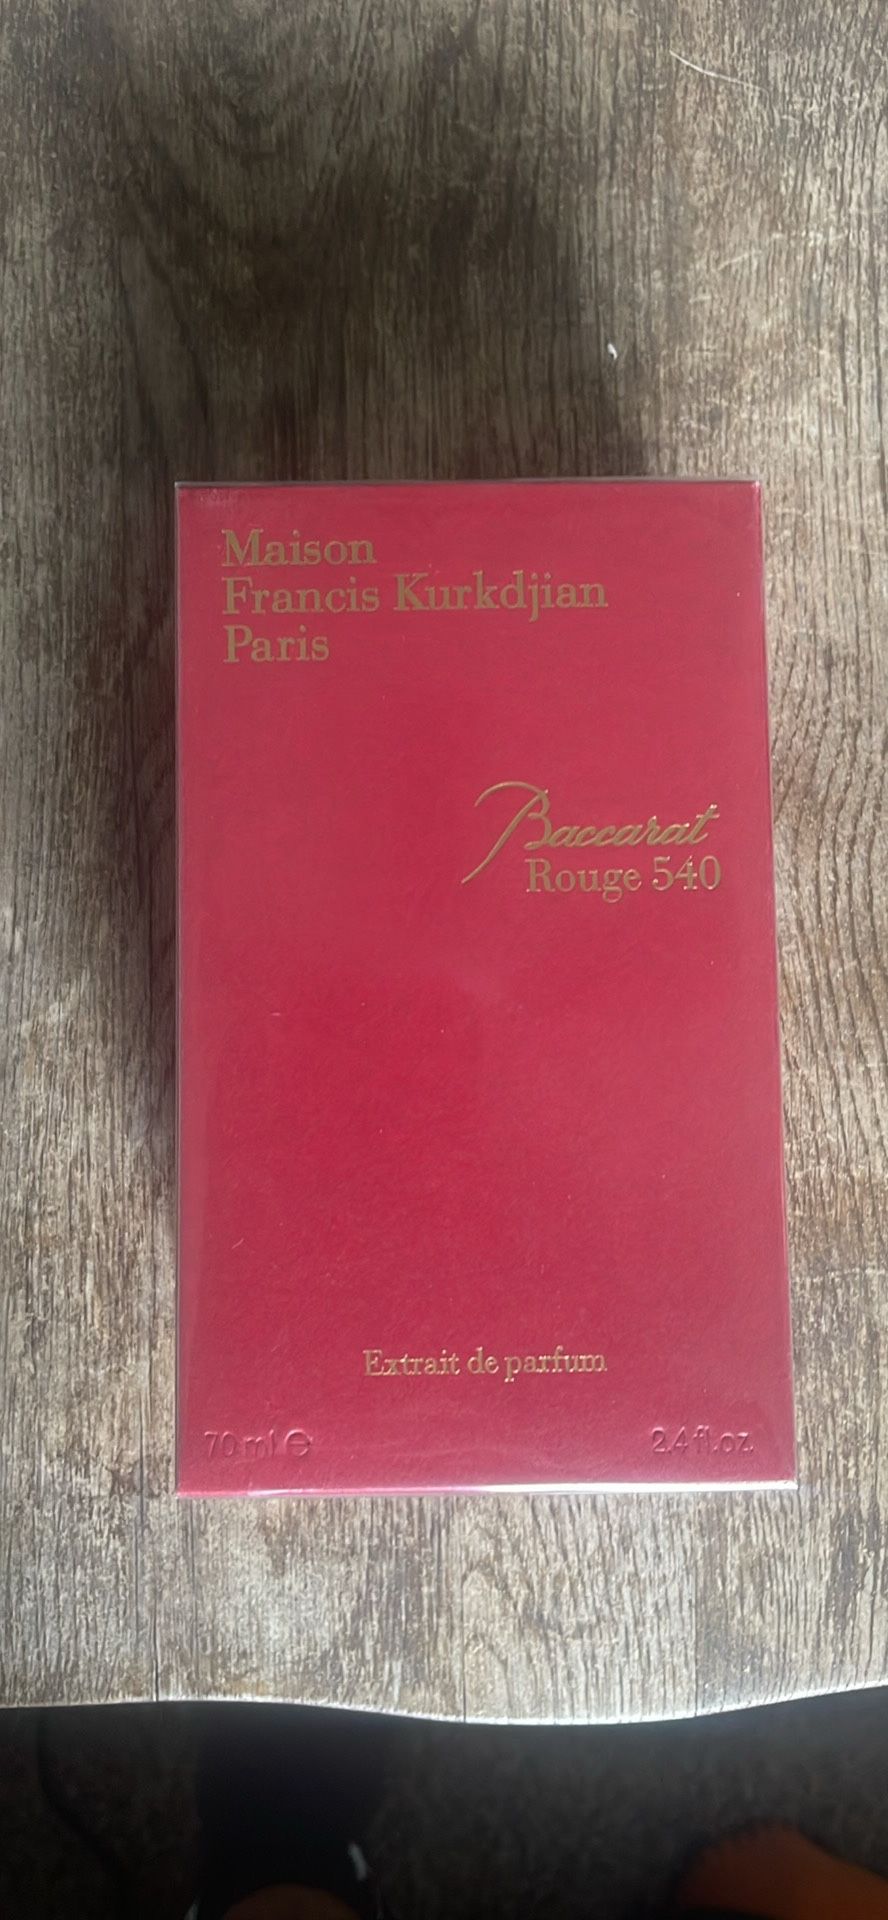 Maison
Francis Kurkdjian
Paris
Baccarat
Rouge 540
Extrait de parfum
70 ml ℮ 2.4 fl.oz.